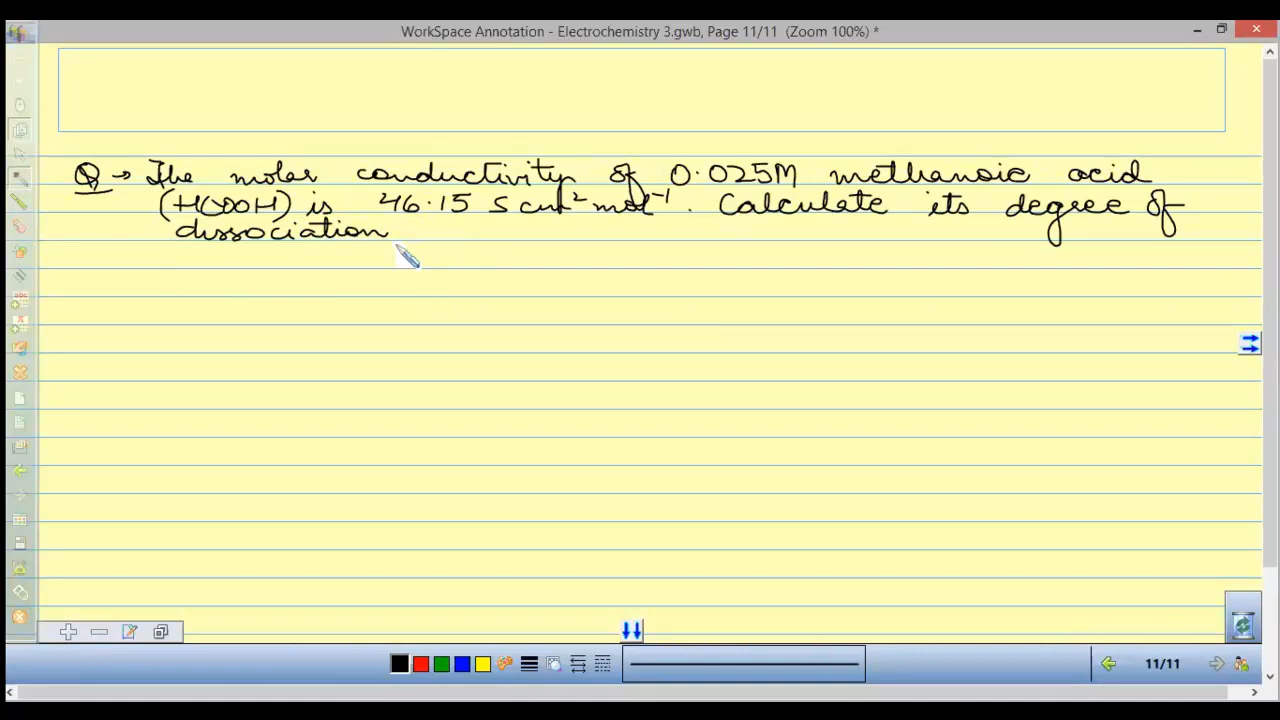 WorkSpace Annotation - Electrochemistry 3.gwb, Page 11/11 (Zoom 100%) *
Q → The molar conductivity of 0.025M methanoic acid
(HCOOH) is 46.15 S cm² mol⁻¹. Calculate its degree of
dissociation
11/11